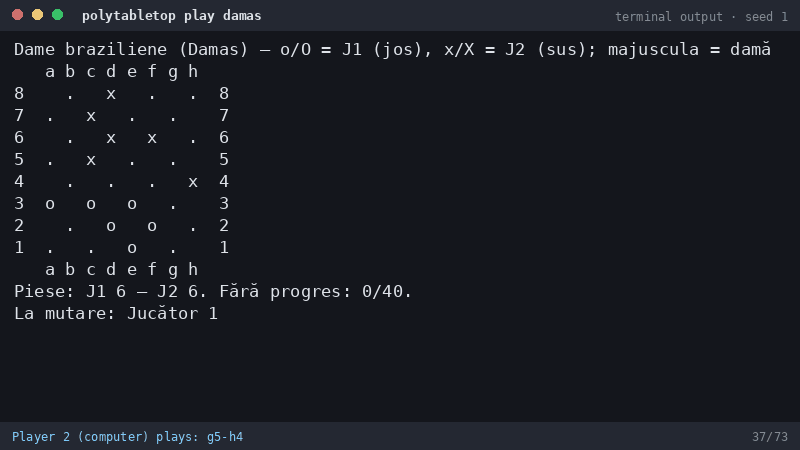 polytabletop play damas
terminal output · seed 1
Dame braziliene (Damas) — o/O = J1 (jos), x/X = J2 (sus); majuscula = damă
   a b c d e f g h
8    .   x   .   .  8
7  .   x   .   .    7
6    .   x   x   .  6
5  .   x   .   .    5
4    .   .   .   x  4
3  o   o   o   .    3
2    .   o   o   .  2
1  .   .   o   .    1
   a b c d e f g h
Piese: J1 6 — J2 6. Fără progres: 0/40.
La mutare: Jucător 1
Player 2 (computer) plays: g5-h4
37/73